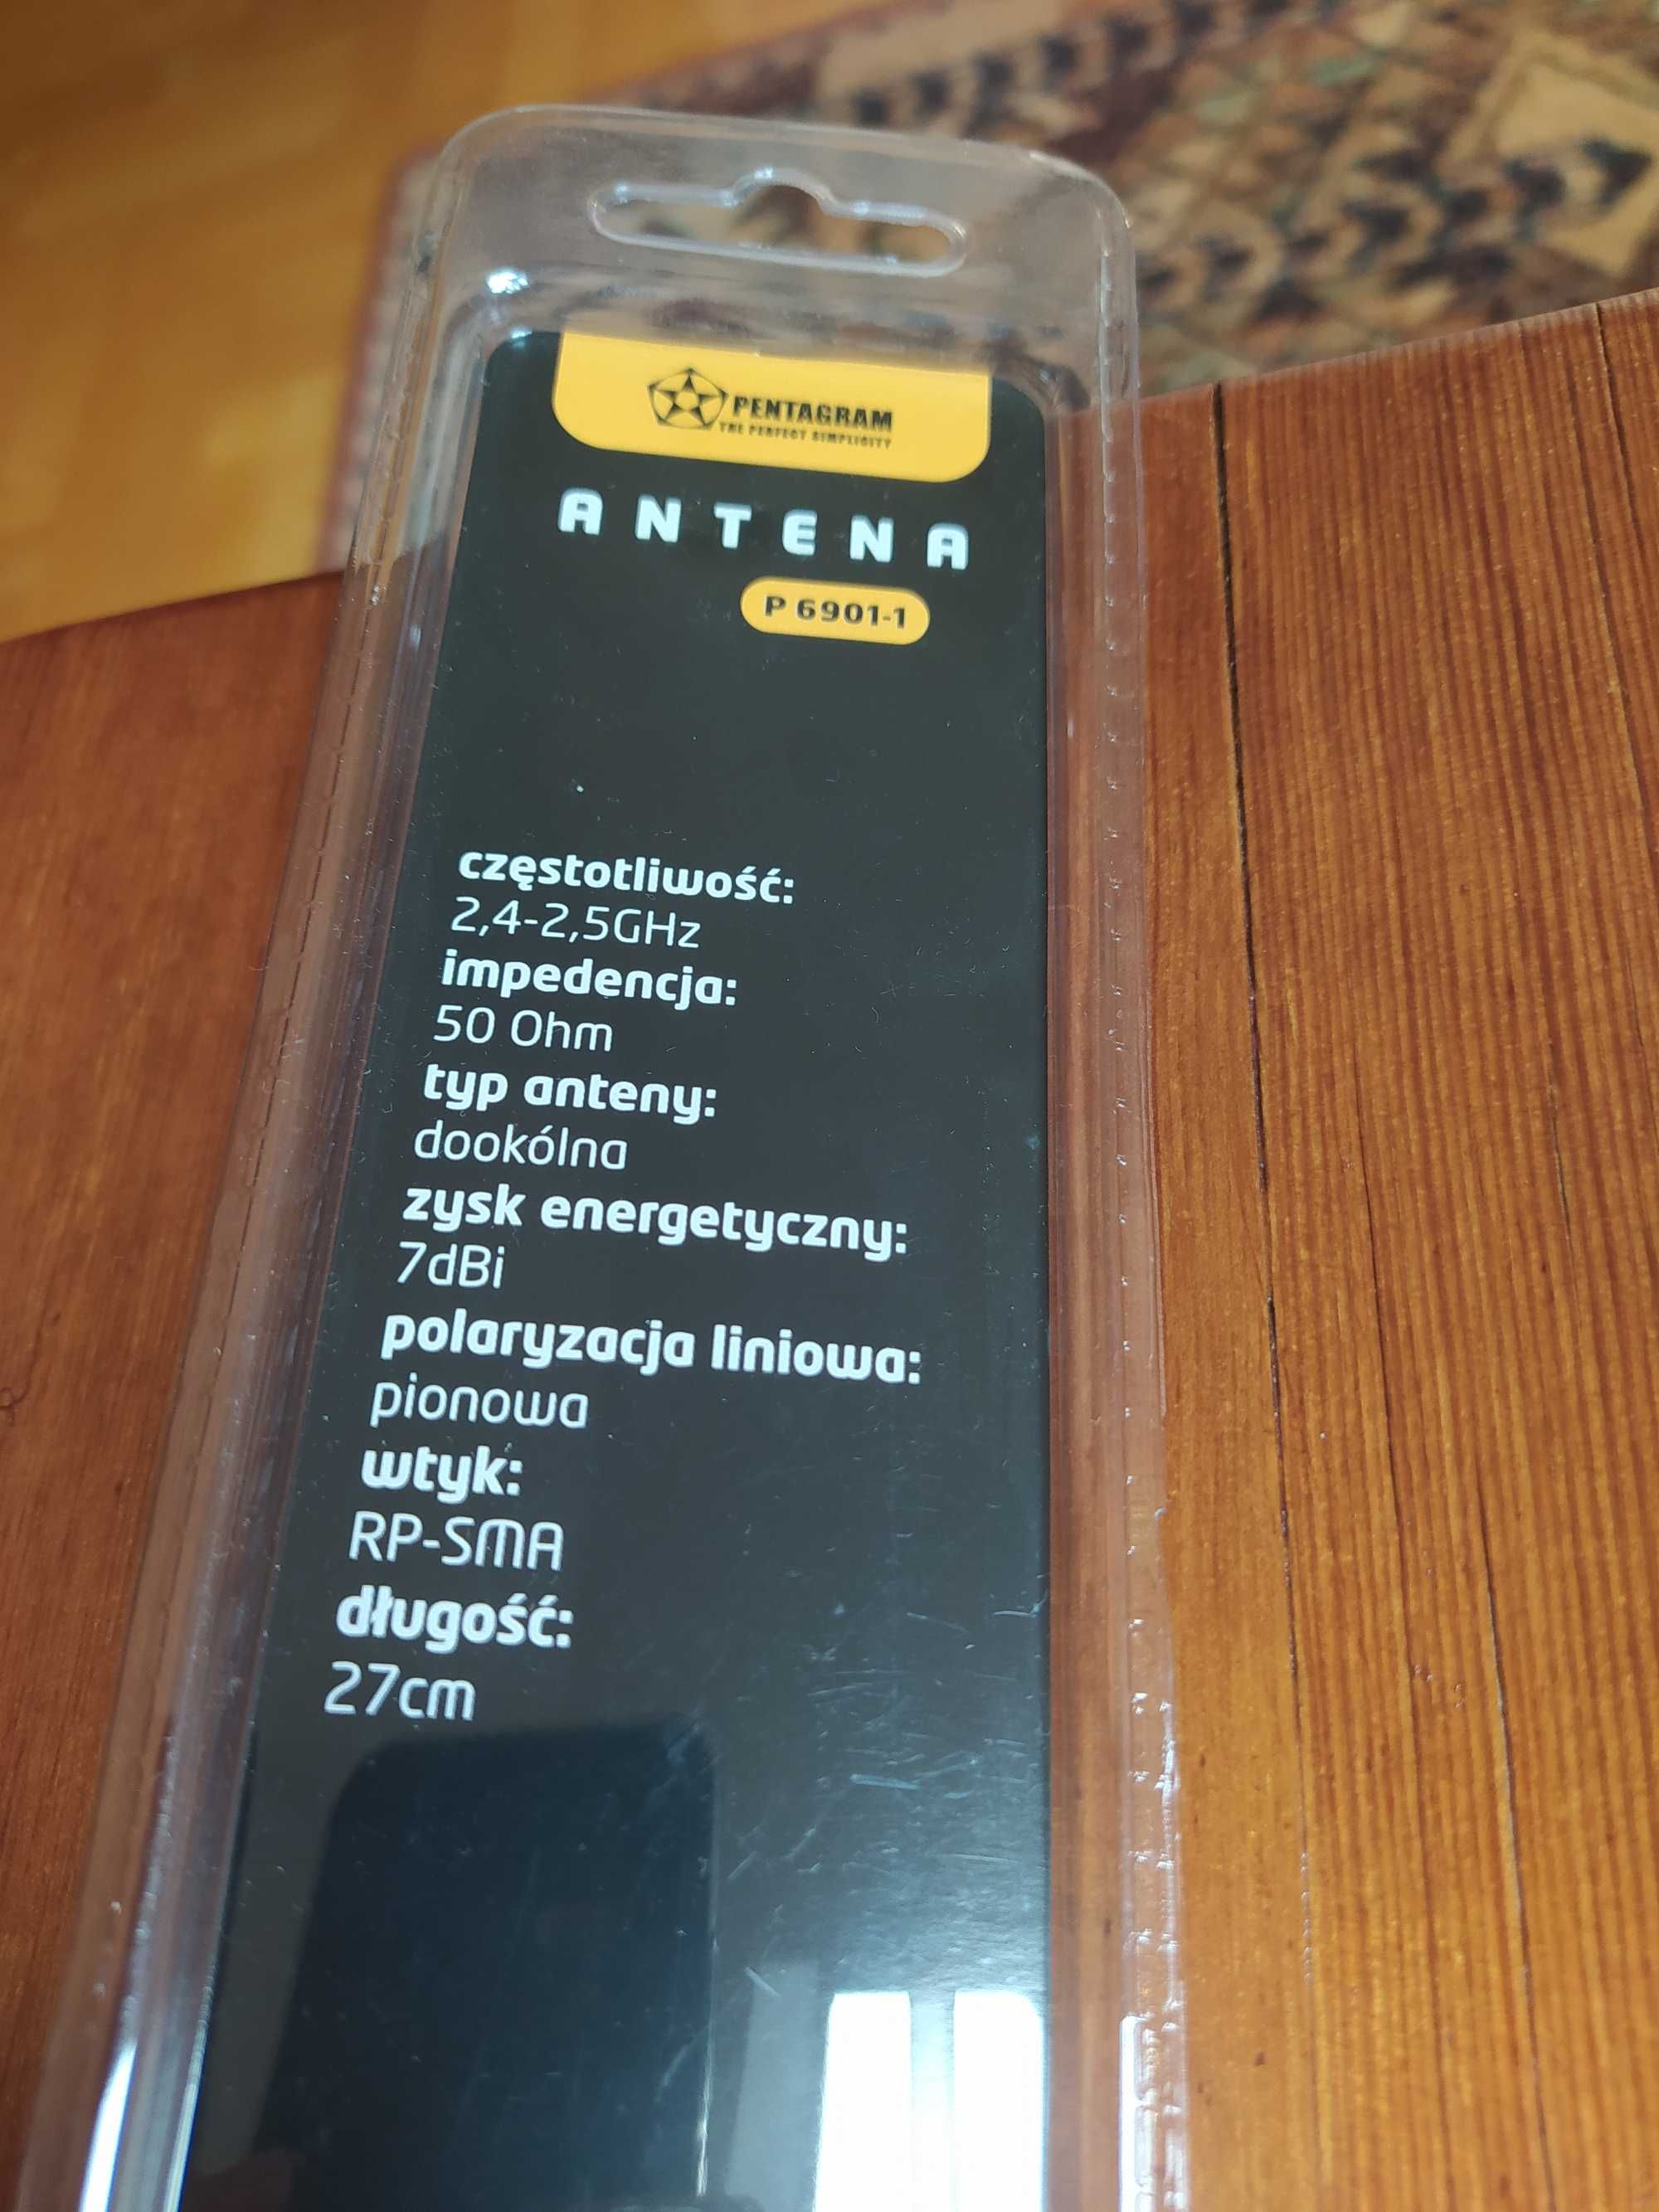 PENTAGRAM
THE PERFECT SIMPLICITY
ANTENA
P 6901-1
częstotliwość:
2,4-2,5GHz
impedencja:
50 Ohm
typ anteny:
dookólna
zysk energetyczny:
7dBi
polaryzacja liniowa:
pionowa
wtyk:
RP-SMA
długość:
27cm